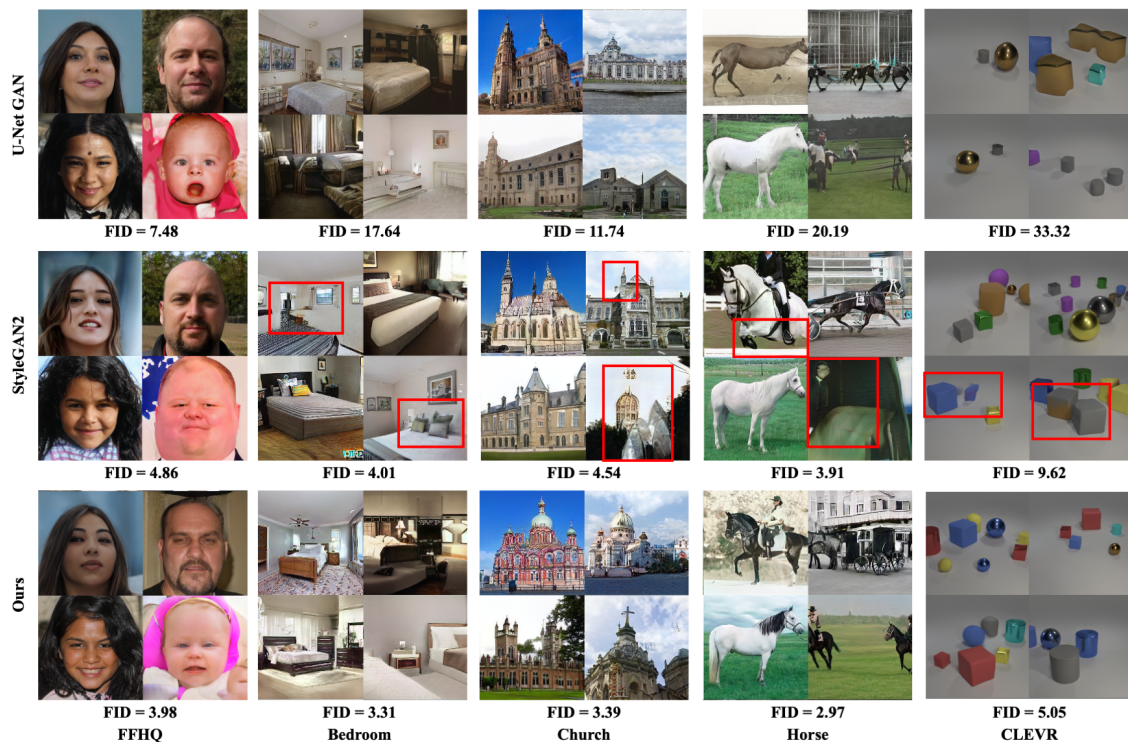 U-Net GAN
FID = 7.48
FID = 17.64
FID = 11.74
FID = 20.19
FID = 33.32
StyleGAN2
FID = 4.86
FID = 4.01
FID = 4.54
FID = 3.91
FID = 9.62
Ours
FID = 3.98
FID = 3.31
FID = 3.39
FID = 2.97
FID = 5.05
FFHQ
Bedroom
Church
Horse
CLEVR